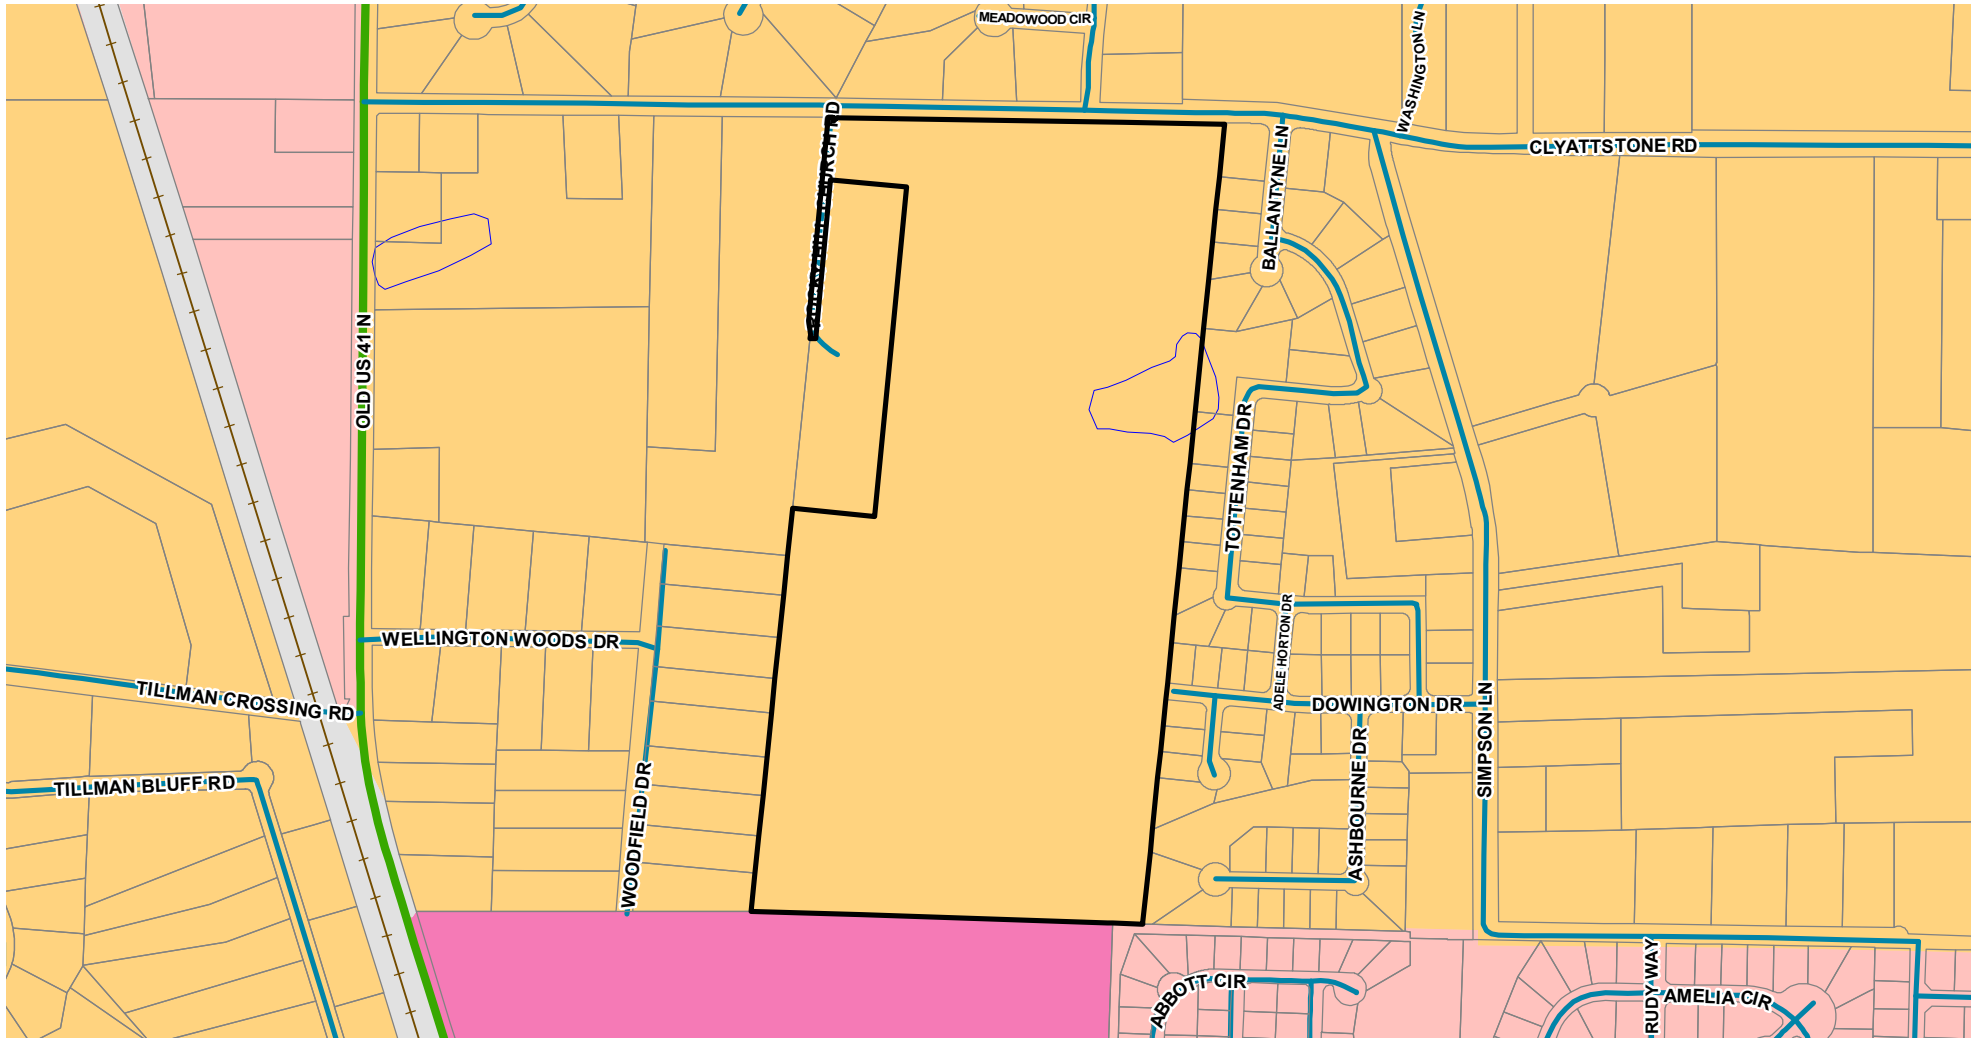 MEADOWOOD CIR
WASHINGTON LN
CLYATTSTONE RD
BALLANTYNE LN
CHURCH RD
OLD US 41 N
TOTTENHAM DR
ADELE HORTON DR
WELLINGTON WOODS DR
TILLMAN CROSSING RD
DOWINGTON DR
SIMPSON LN
TILLMAN BLUFF RD
WOODFIELD DR
ASHBOURNE DR
ABBOTT CIR
RUDY WAY
AMELIA CIR